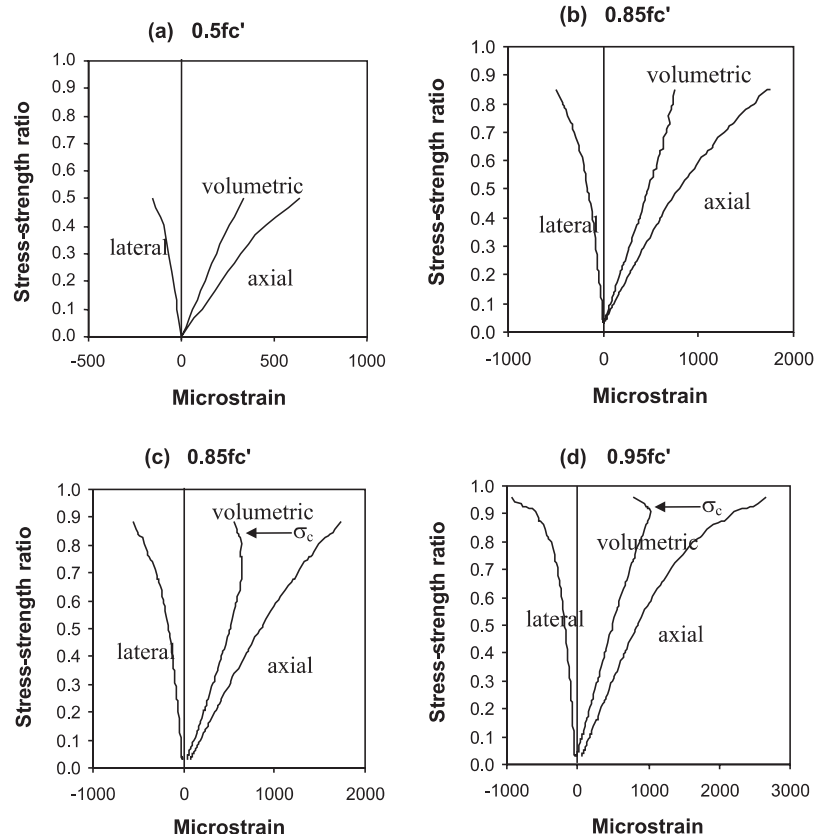 (a) 0.5fc'
Stress-strength ratio
1.0
0.9
0.8
0.7
0.6
0.5
0.4
0.3
0.2
0.1
0.0
volumetric
lateral
axial
-500 0 500 1000
Microstrain
(b) 0.85fc'
Stress-strength ratio
1.0
0.9
0.8
0.7
0.6
0.5
0.4
0.3
0.2
0.1
0.0
volumetric
lateral
axial
-1000 0 1000 2000
Microstrain
(c) 0.85fc'
Stress-strength ratio
1.0
0.9
0.8
0.7
0.6
0.5
0.4
0.3
0.2
0.1
0.0
volumetric
σc
lateral
axial
-1000 0 1000 2000
Microstrain
(d) 0.95fc'
Stress-strength ratio
1.0
0.9
0.8
0.7
0.6
0.5
0.4
0.3
0.2
0.1
0.0
σc
volumetric
lateral
axial
-1000 0 1000 2000 3000
Microstrain